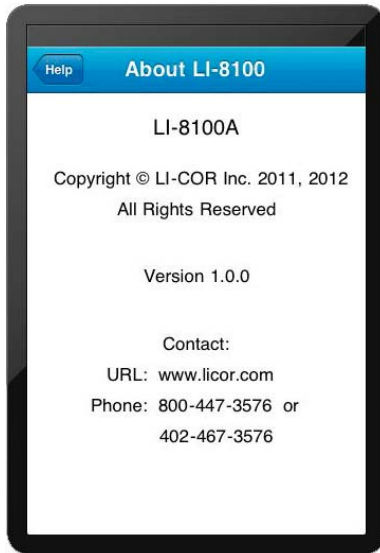 Help
About LI-8100
LI-8100A
Copyright © LI-COR Inc. 2011, 2012
All Rights Reserved
Version 1.0.0
Contact:
URL: www.licor.com
Phone: 800-447-3576 or
402-467-3576